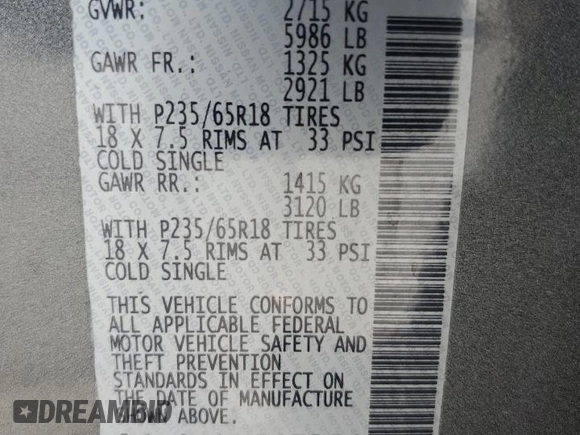 GVWR: 2715 KG
5986 LB
GAWR FR.: 1325 KG
2921 LB
WITH P235/65R18 TIRES
18 X 7.5 RIMS AT 33 PSI
COLD SINGLE
GAWR RR.: 1415 KG
3120 LB
WITH P235/65R18 TIRES
18 X 7.5 RIMS AT 33 PSI
COLD SINGLE
THIS VEHICLE CONFORMS TO
ALL APPLICABLE FEDERAL
MOTOR VEHICLE SAFETY AND
THEFT PREVENTION
STANDARDS IN EFFECT ON
THE DATE OF MANUFACTURE
SHOWN ABOVE.
DREAMBID